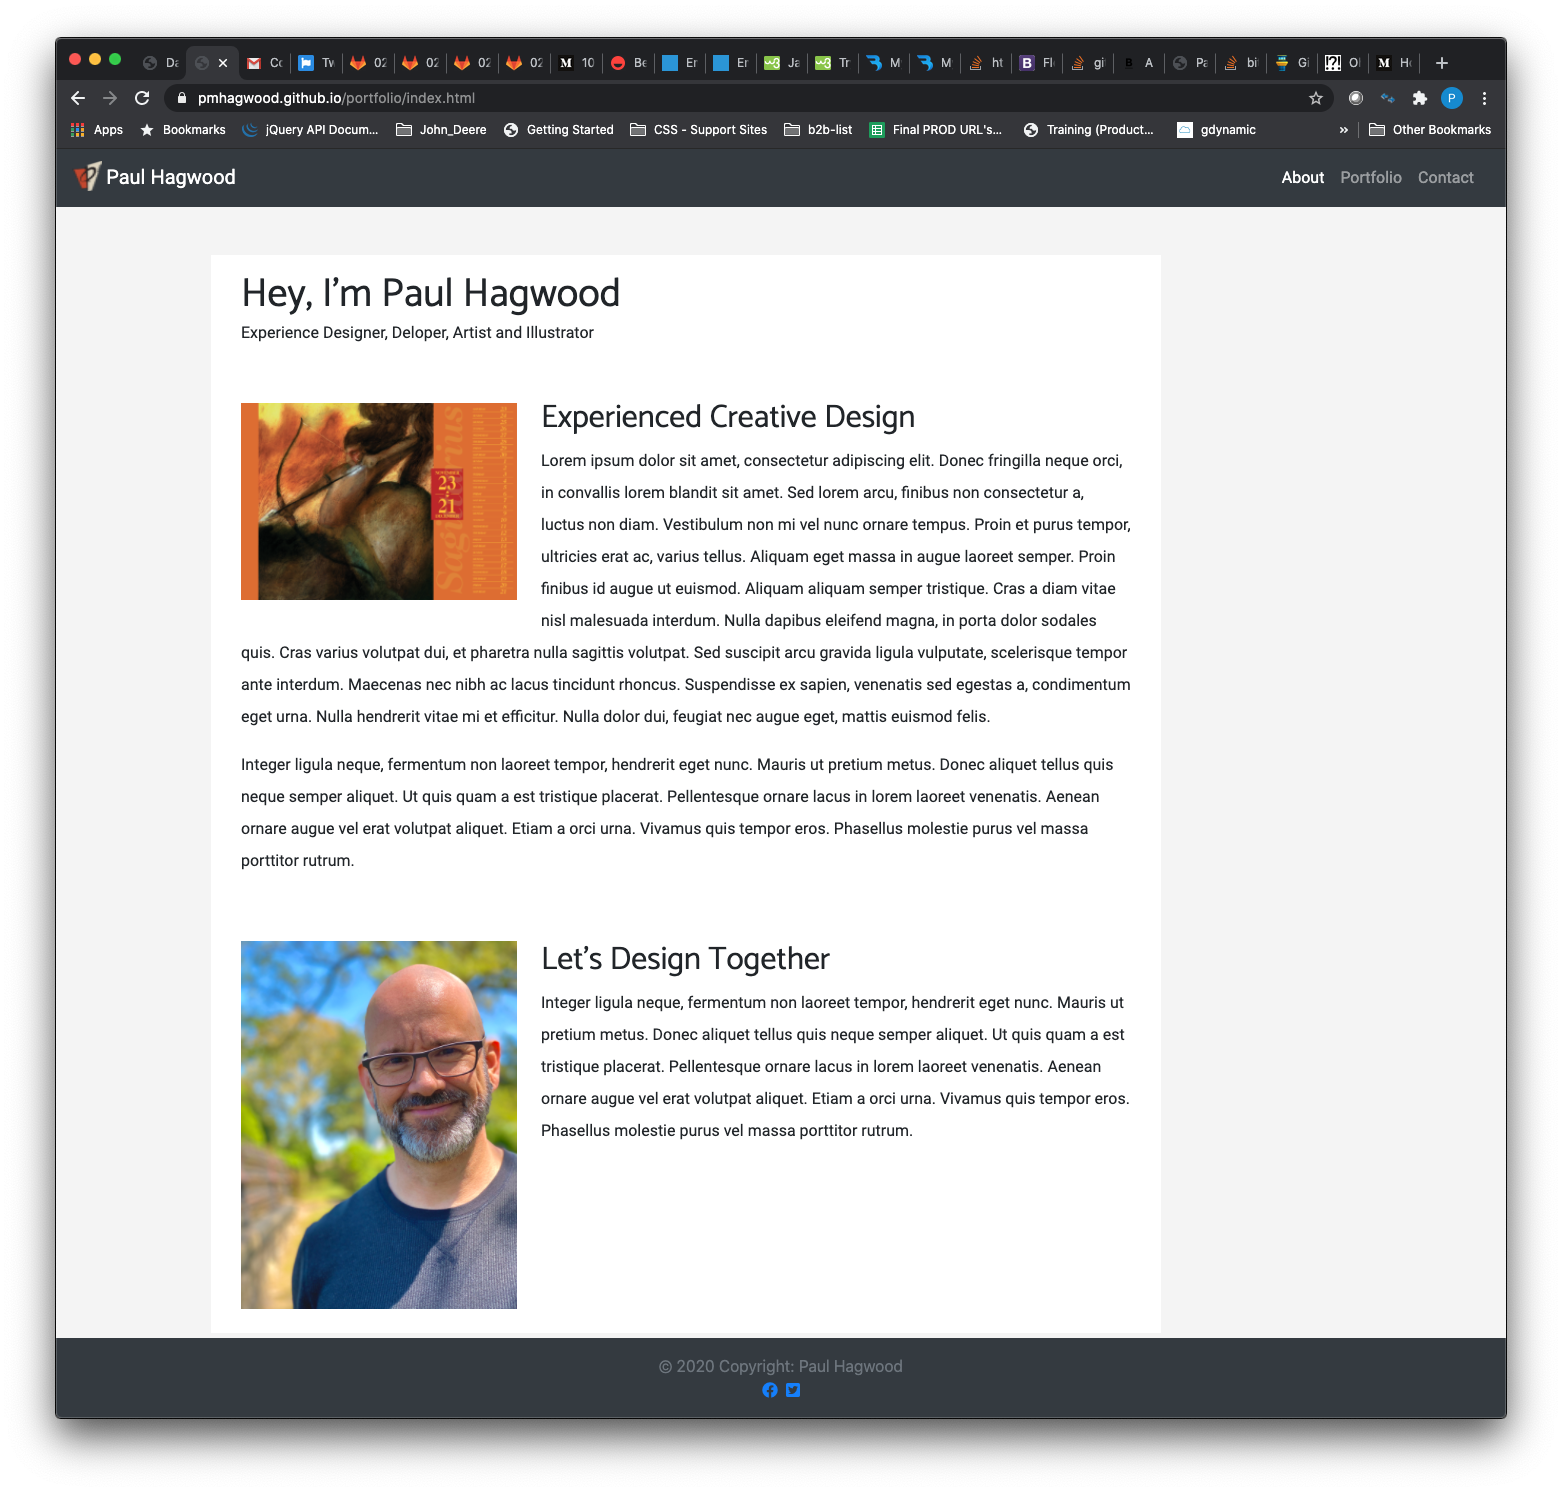 Da
Co
Tw
02
02
02
02
10
Be
Er
Er
Ja
Tr
M
M
ht
Fl
gi
A
Pa
bi
Gi
O
H
pmhagwood.github.io/portfolio/index.html
P
Apps Bookmarks jQuery API Docum... John_Deere Getting Started CSS - Support Sites b2b-list Final PROD URL's... Training (Product... gdynamic » Other Bookmarks
Paul Hagwood
About Portfolio Contact
Hey, I'm Paul Hagwood
Experience Designer, Deloper, Artist and Illustrator
Sagittarius
23
21
Experienced Creative Design
Lorem ipsum dolor sit amet, consectetur adipiscing elit. Donec fringilla neque orci,
in convallis lorem blandit sit amet. Sed lorem arcu, finibus non consectetur a,
luctus non diam. Vestibulum non mi vel nunc ornare tempus. Proin et purus tempor,
ultricies erat ac, varius tellus. Aliquam eget massa in augue laoreet semper. Proin
finibus id augue ut euismod. Aliquam aliquam semper tristique. Cras a diam vitae
nisl malesuada interdum. Nulla dapibus eleifend magna, in porta dolor sodales
quis. Cras varius volutpat dui, et pharetra nulla sagittis volutpat. Sed suscipit arcu gravida ligula vulputate, scelerisque tempor
ante interdum. Maecenas nec nibh ac lacus tincidunt rhoncus. Suspendisse ex sapien, venenatis sed egestas a, condimentum
eget urna. Nulla hendrerit vitae mi et efficitur. Nulla dolor dui, feugiat nec augue eget, mattis euismod felis.
Integer ligula neque, fermentum non laoreet tempor, hendrerit eget nunc. Mauris ut pretium metus. Donec aliquet tellus quis
neque semper aliquet. Ut quis quam a est tristique placerat. Pellentesque ornare lacus in lorem laoreet venenatis. Aenean
ornare augue vel erat volutpat aliquet. Etiam a orci urna. Vivamus quis tempor eros. Phasellus molestie purus vel massa
porttitor rutrum.
Let's Design Together
Integer ligula neque, fermentum non laoreet tempor, hendrerit eget nunc. Mauris ut
pretium metus. Donec aliquet tellus quis neque semper aliquet. Ut quis quam a est
tristique placerat. Pellentesque ornare lacus in lorem laoreet venenatis. Aenean
ornare augue vel erat volutpat aliquet. Etiam a orci urna. Vivamus quis tempor eros.
Phasellus molestie purus vel massa porttitor rutrum.
© 2020 Copyright: Paul Hagwood